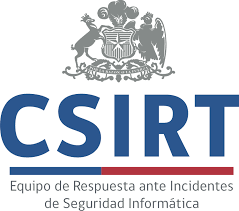 CSIRT
Equipo de Respuesta ante Incidentes
de Seguridad Informática